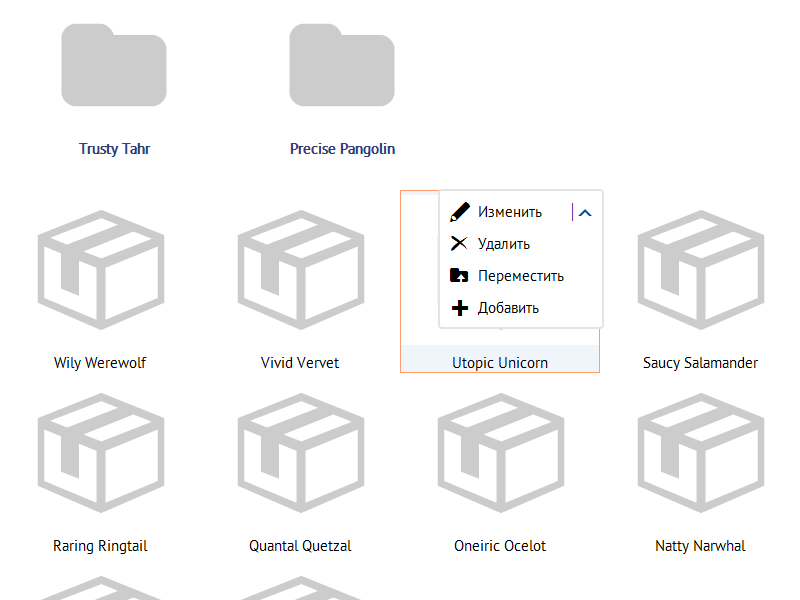 Trusty Tahr
Precise Pangolin
Изменить
Удалить
Переместить
Добавить
Wily Werewolf
Vivid Vervet
Utopic Unicorn
Saucy Salamander
Raring Ringtail
Quantal Quetzal
Oneiric Ocelot
Natty Narwhal